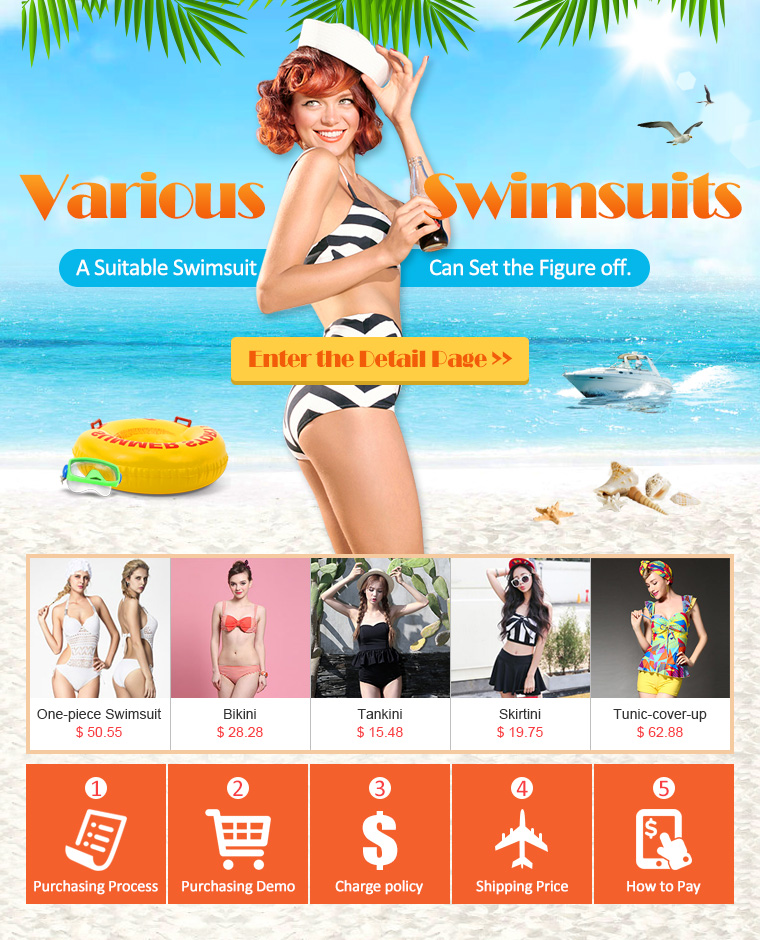 Various Swimsuits
A Suitable Swimsuit Can Set the Figure off.
Enter the Detail Page >>
One-piece Swimsuit
$ 50.55
Bikini
$ 28.28
Tankini
$ 15.48
Skirtini
$ 19.75
Tunic-cover-up
$ 62.88
1
Purchasing Process
2
Purchasing Demo
3
$
Charge policy
4
Shipping Price
5
$
How to Pay